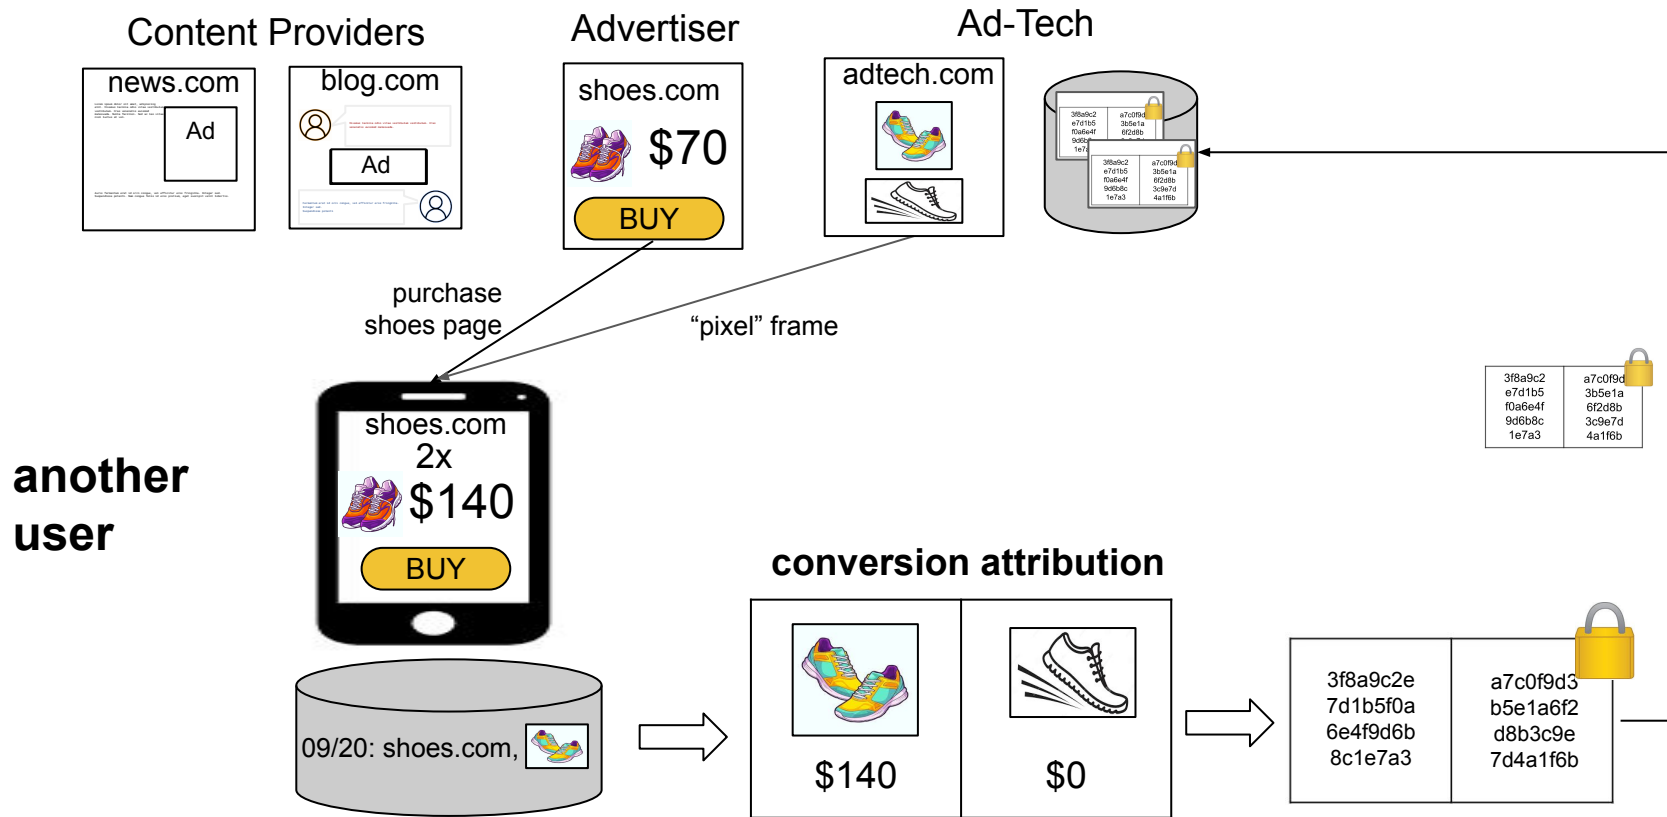 Content Providers
Advertiser
Ad-Tech
news.com
Ad
blog.com
Ad
shoes.com
$70
BUY
adtech.com
3f8a9c2
e7d1b5
f0a6e4f
1e7a3
a7c0f9d
3b5e1a
6f2d8b
3f8a9c2
e7d1b5
f0a6e4f
9d6b8c
1e7a3
a7c0f9d
3b5e1a
6f2d8b
3c9e7d
4a1f6b
purchase
shoes page
“pixel” frame
3f8a9c2
e7d1b5
f0a6e4f
9d6b8c
1e7a3
a7c0f9d
3b5e1a
6f2d8b
3c9e7d
4a1f6b
another
user
shoes.com
2x
$140
BUY
09/20: shoes.com,
conversion attribution
$140
$0
3f8a9c2e
7d1b5f0a
6e4f9d6b
8c1e7a3
a7c0f9d3
b5e1a6f2
d8b3c9e
7d4a1f6b